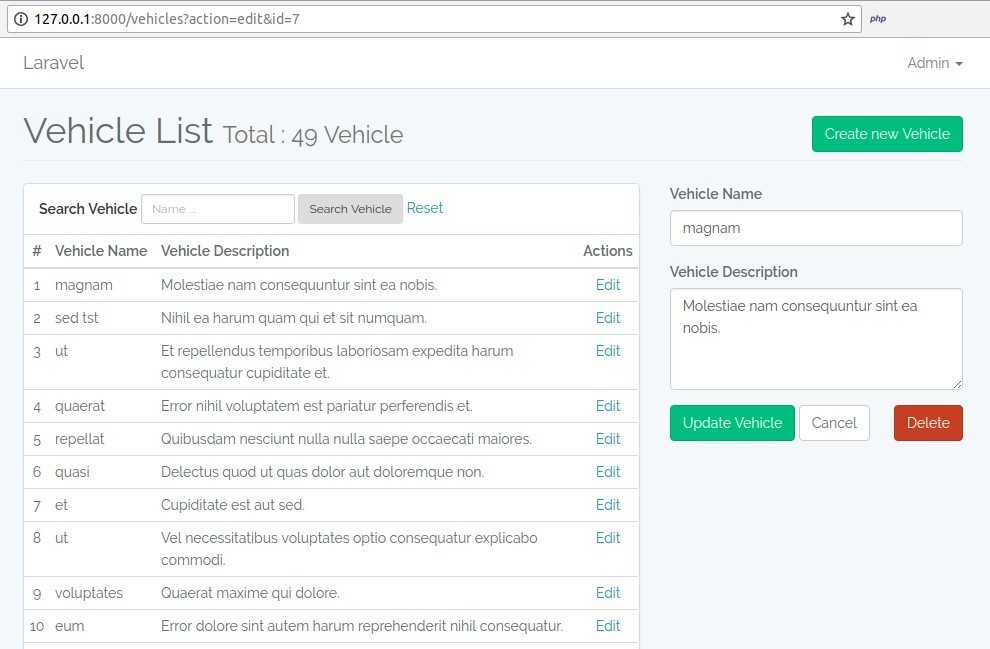 127.0.0.1:8000/vehicles?action=edit&id=7
php
Laravel
Admin
Vehicle List Total : 49 Vehicle
Create new Vehicle
Search Vehicle Name ... Search Vehicle Reset
# Vehicle Name Vehicle Description Actions
1 magnam Molestiae nam consequuntur sint ea nobis. Edit
2 sed tst Nihil ea harum quam qui et sit numquam. Edit
3 ut Et repellendus temporibus laboriosam expedita harum Edit
consequatur cupiditate et.
4 quaerat Error nihil voluptatem est pariatur perferendis et. Edit
5 repellat Quibusdam nesciunt nulla nulla saepe occaecati maiores. Edit
6 quasi Delectus quod ut quas dolor aut doloremque non. Edit
7 et Cupiditate est aut sed. Edit
8 ut Vel necessitatibus voluptates optio consequatur explicabo Edit
commodi.
9 voluptates Quaerat maxime qui dolore. Edit
10 eum Error dolore sint autem harum reprehenderit nihil consequatur. Edit
Vehicle Name
magnam
Vehicle Description
Molestiae nam consequuntur sint ea
nobis.
Update Vehicle Cancel Delete